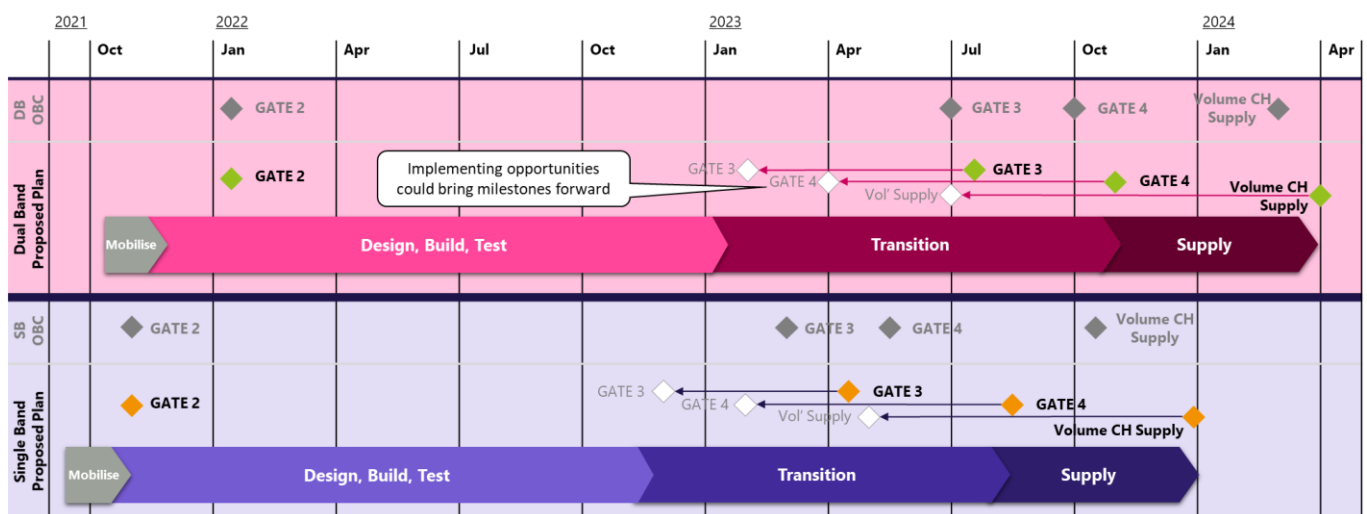 2021
2022
2023
2024
Oct
Jan
Apr
Jul
Oct
Jan
Apr
Jul
Oct
Jan
Apr
DB
OBC
GATE 2
GATE 3
GATE 4
Volume CH
Supply
Dual Band
Proposed Plan
GATE 2
Implementing opportunities
could bring milestones forward
GATE 3
GATE 3
GATE 4
GATE 4
Vol' Supply
Volume CH
Supply
Mobilise
Design, Build, Test
Transition
Supply
SB
OBC
GATE 2
GATE 3
GATE 4
Volume CH
Supply
Single Band
Proposed Plan
GATE 2
GATE 3
GATE 3
GATE 4
GATE 4
Vol' Supply
Volume CH Supply
Mobilise
Design, Build, Test
Transition
Supply